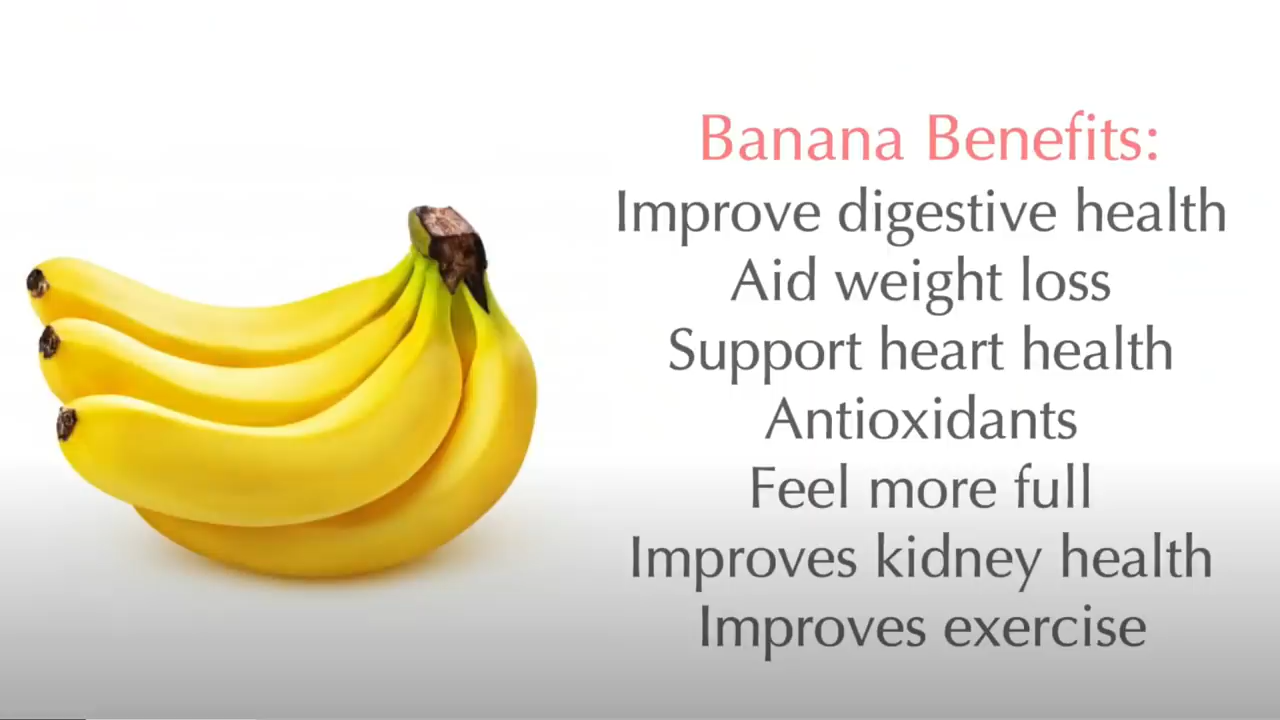 Banana Benefits:
Improve digestive health
Aid weight loss
Support heart health
Antioxidants
Feel more full
Improves kidney health
Improves exercise